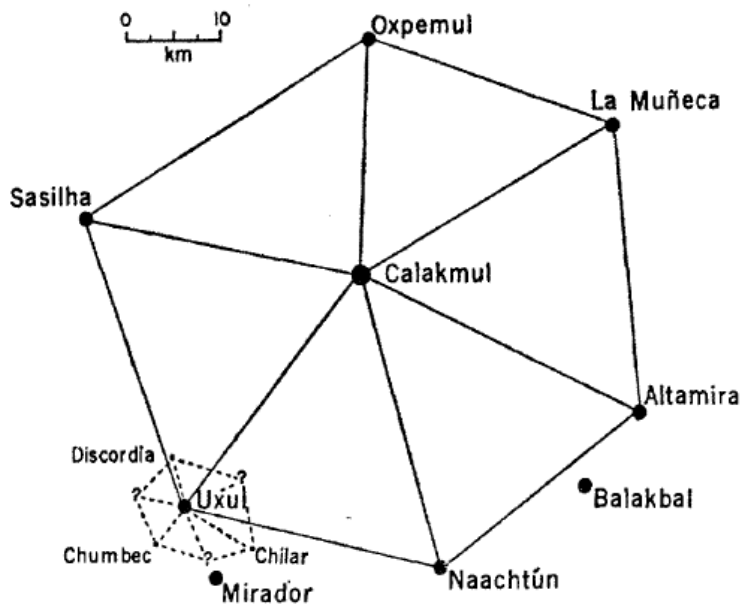 0 10
km
Oxpemul
La Muñeca
Sasilha
Calakmul
Altamira
Discordia
?
?
Uxul
Balakbal
Chumbec
?
Chilar
Naachtún
Mirador